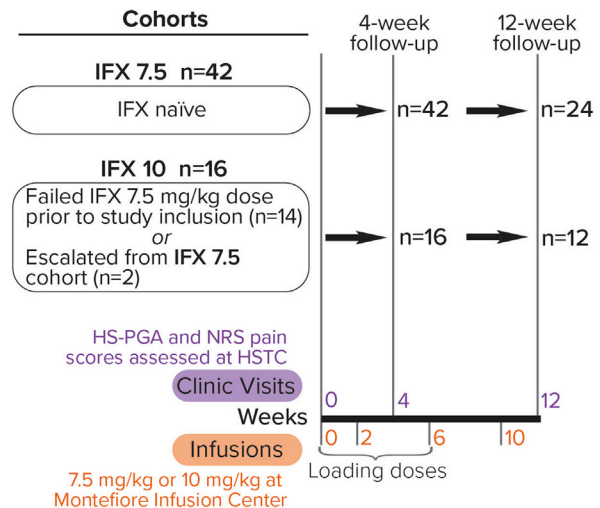 Cohorts
4-week
follow-up
12-week
follow-up
IFX 7.5 n=42
IFX naïve
n=42
n=24
IFX 10 n=16
Failed IFX 7.5 mg/kg dose
prior to study inclusion (n=14)
or
Escalated from IFX 7.5
cohort (n=2)
n=16
n=12
HS-PGA and NRS pain
scores assessed at HSTC
Clinic Visits
0 4 12
Weeks
Infusions
0 2 6 10
Loading doses
7.5 mg/kg or 10 mg/kg at
Montefiore Infusion Center